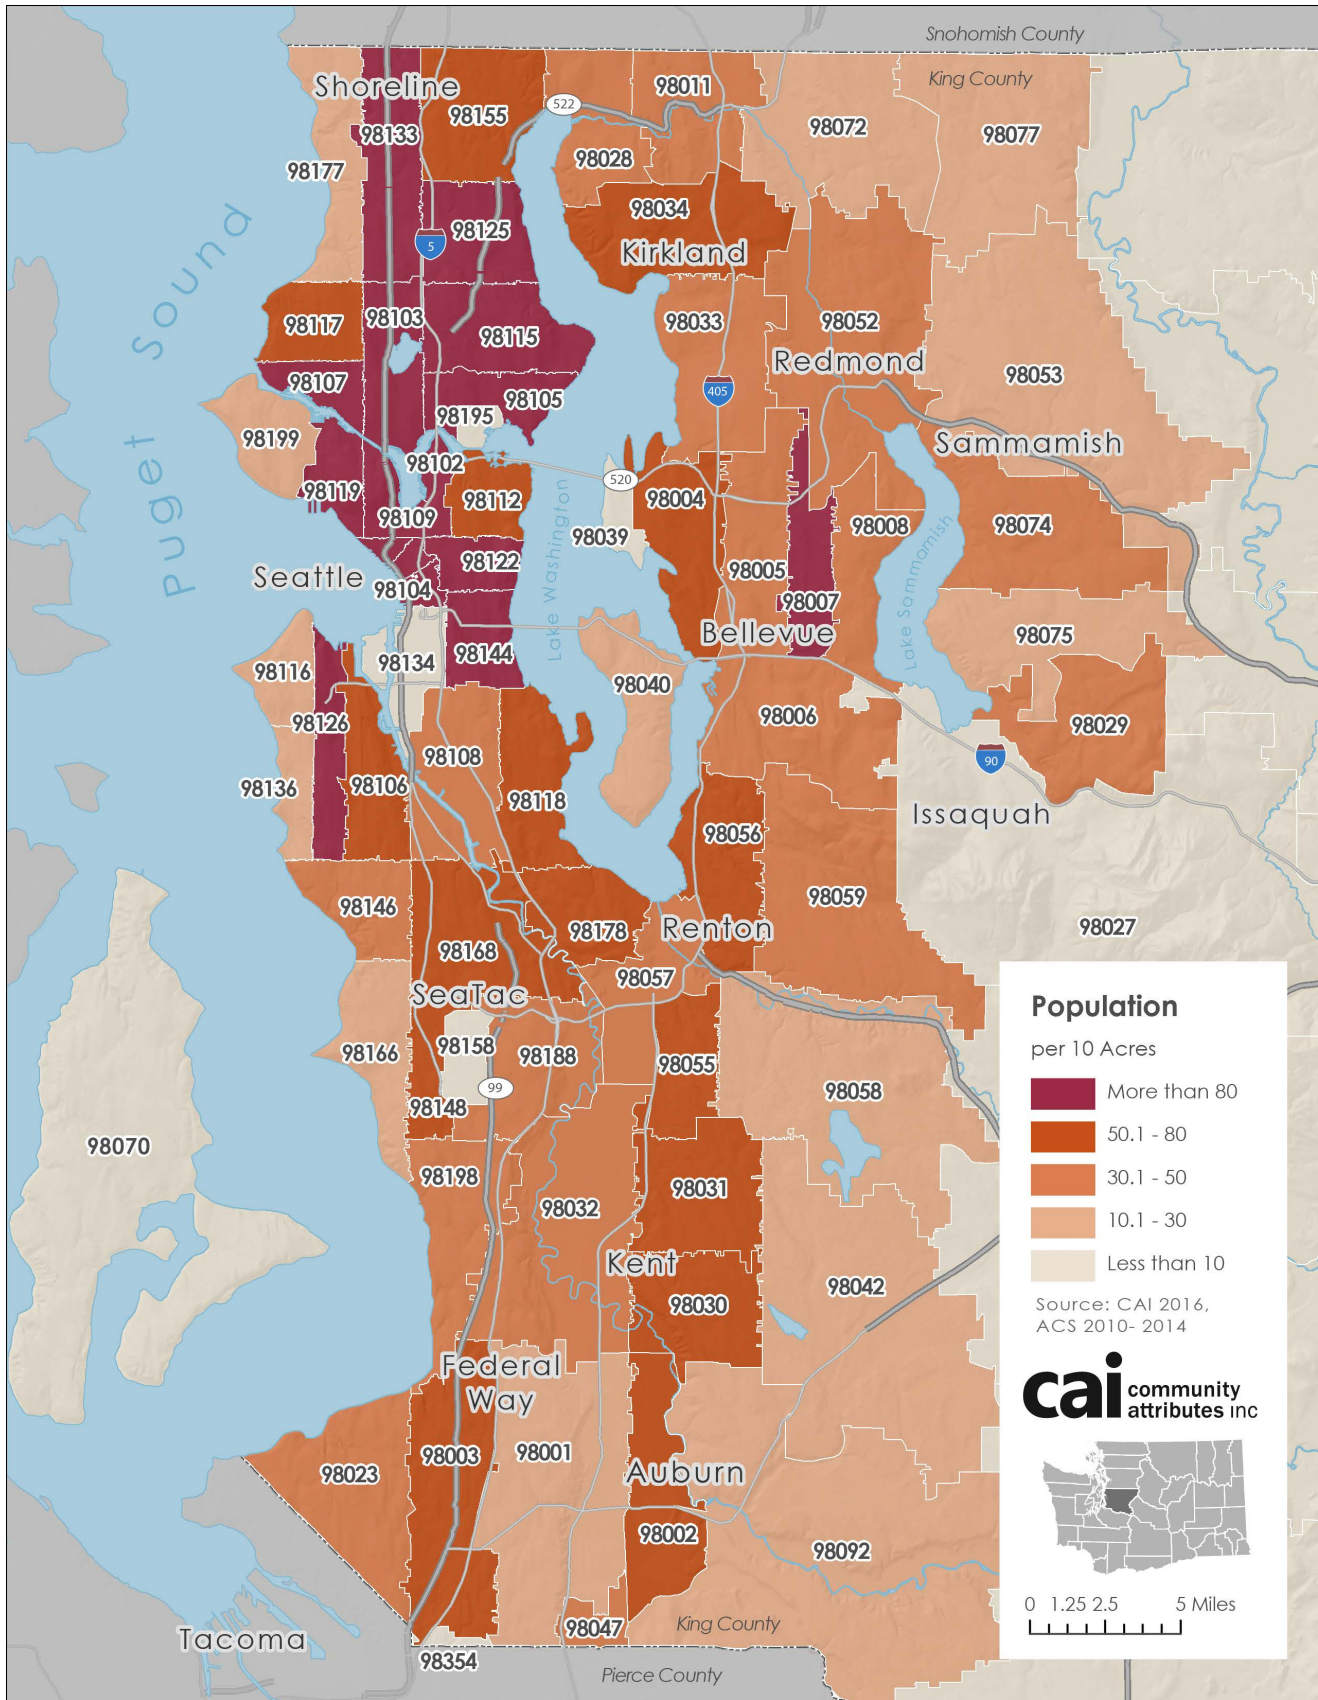 Snohomish County
King County
Shoreline
98011
98155
522
98133
98072
98077
98028
98177
98034
98125
5
Kirkland
Puget Sound
98117
98103
98115
98033
98052
Redmond
98107
98053
98105
405
98195
98199
Sammamish
98102
520
98119
98004
98112
98109
98039
98008
98074
98122
Lake Washington
98005
Seattle
98104
98007
Lake Sammamish
Bellevue
98075
98144
98134
98116
98040
98126
98006
98029
98108
98136
98106
90
98118
Issaquah
98056
98059
98146
98178
Renton
98027
98168
98057
SeaTac
98158
98166
98188
98055
99
98058
98148
98070
98198
98031
98032
Kent
98042
98030
Federal
Way
98003
98001
98023
Auburn
98002
98092
98047
King County
Tacoma
98354
Pierce County
Population
per 10 Acres
More than 80
50.1 - 80
30.1 - 50
10.1 - 30
Less than 10
Source: CAI 2016,
ACS 2010- 2014
cai community
attributes inc
0 1.25 2.5 5 Miles